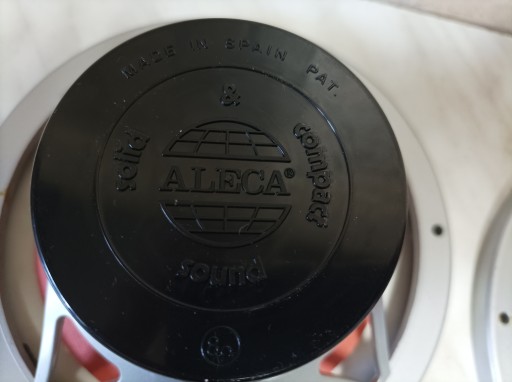 MADE IN SPAIN PAT.
solid & compact
ALECA®
sound